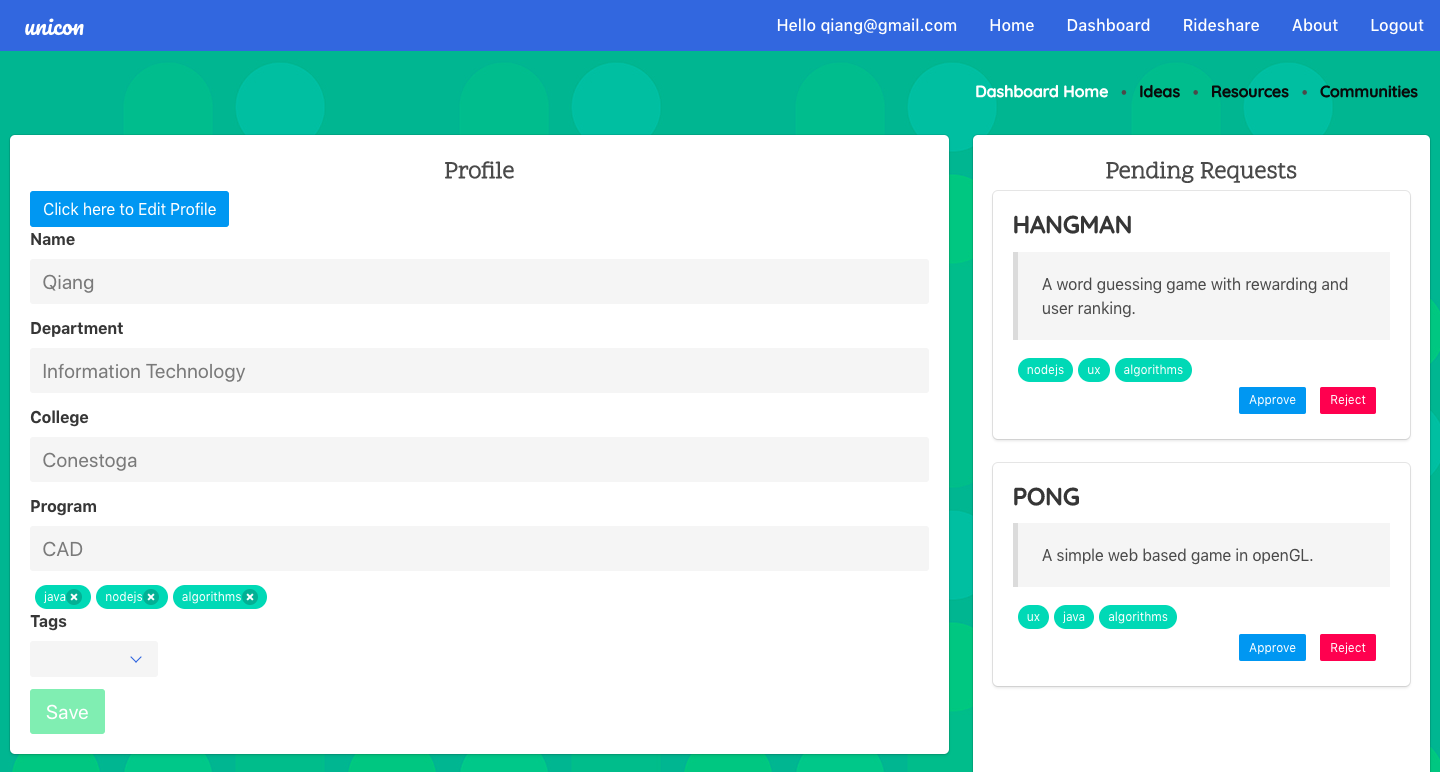 unicon
Hello qiang@gmail.com Home Dashboard Rideshare About Logout
Dashboard Home • Ideas • Resources • Communities
Profile
Click here to Edit Profile
Name
Qiang
Department
Information Technology
College
Conestoga
Program
CAD
java nodejs algorithms
Tags
Save
Pending Requests
HANGMAN
A word guessing game with rewarding and
user ranking.
nodejs ux algorithms
Approve Reject
PONG
A simple web based game in openGL.
ux java algorithms
Approve Reject